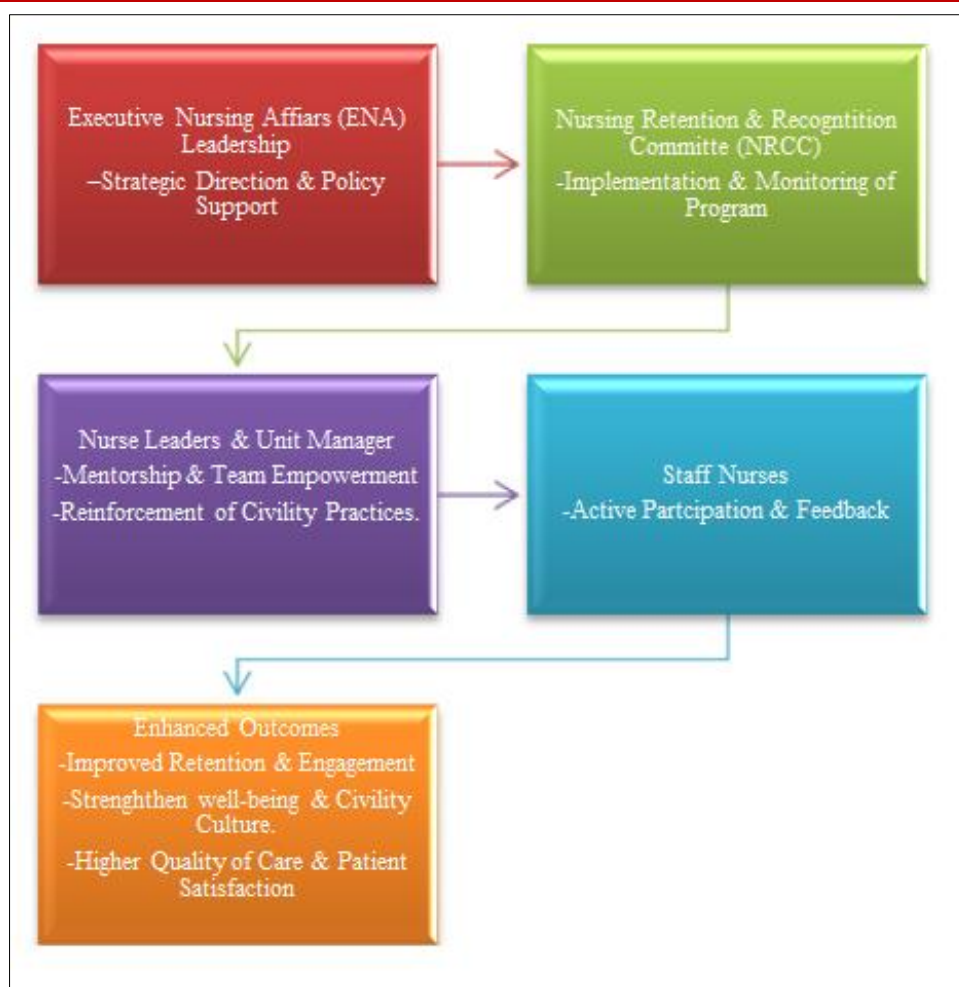 Executive Nursing Affiars (ENA)
Leadership
–Strategic Direction & Policy
Support
Nursing Retention & Recogntition
Committe (NRCC)
-Implementation & Monitoring of
Program
Nurse Leaders & Unit Manager
-Mentorship & Team Empowerment
-Reinforcement of Civility Practices.
Staff Nurses
-Active Partcipation & Feedback
Enhanced Outcomes
-Improved Retention & Engagement
-Strenghthen well-being & Civility
Culture.
-Higher Quality of Care & Patient
Satisfaction